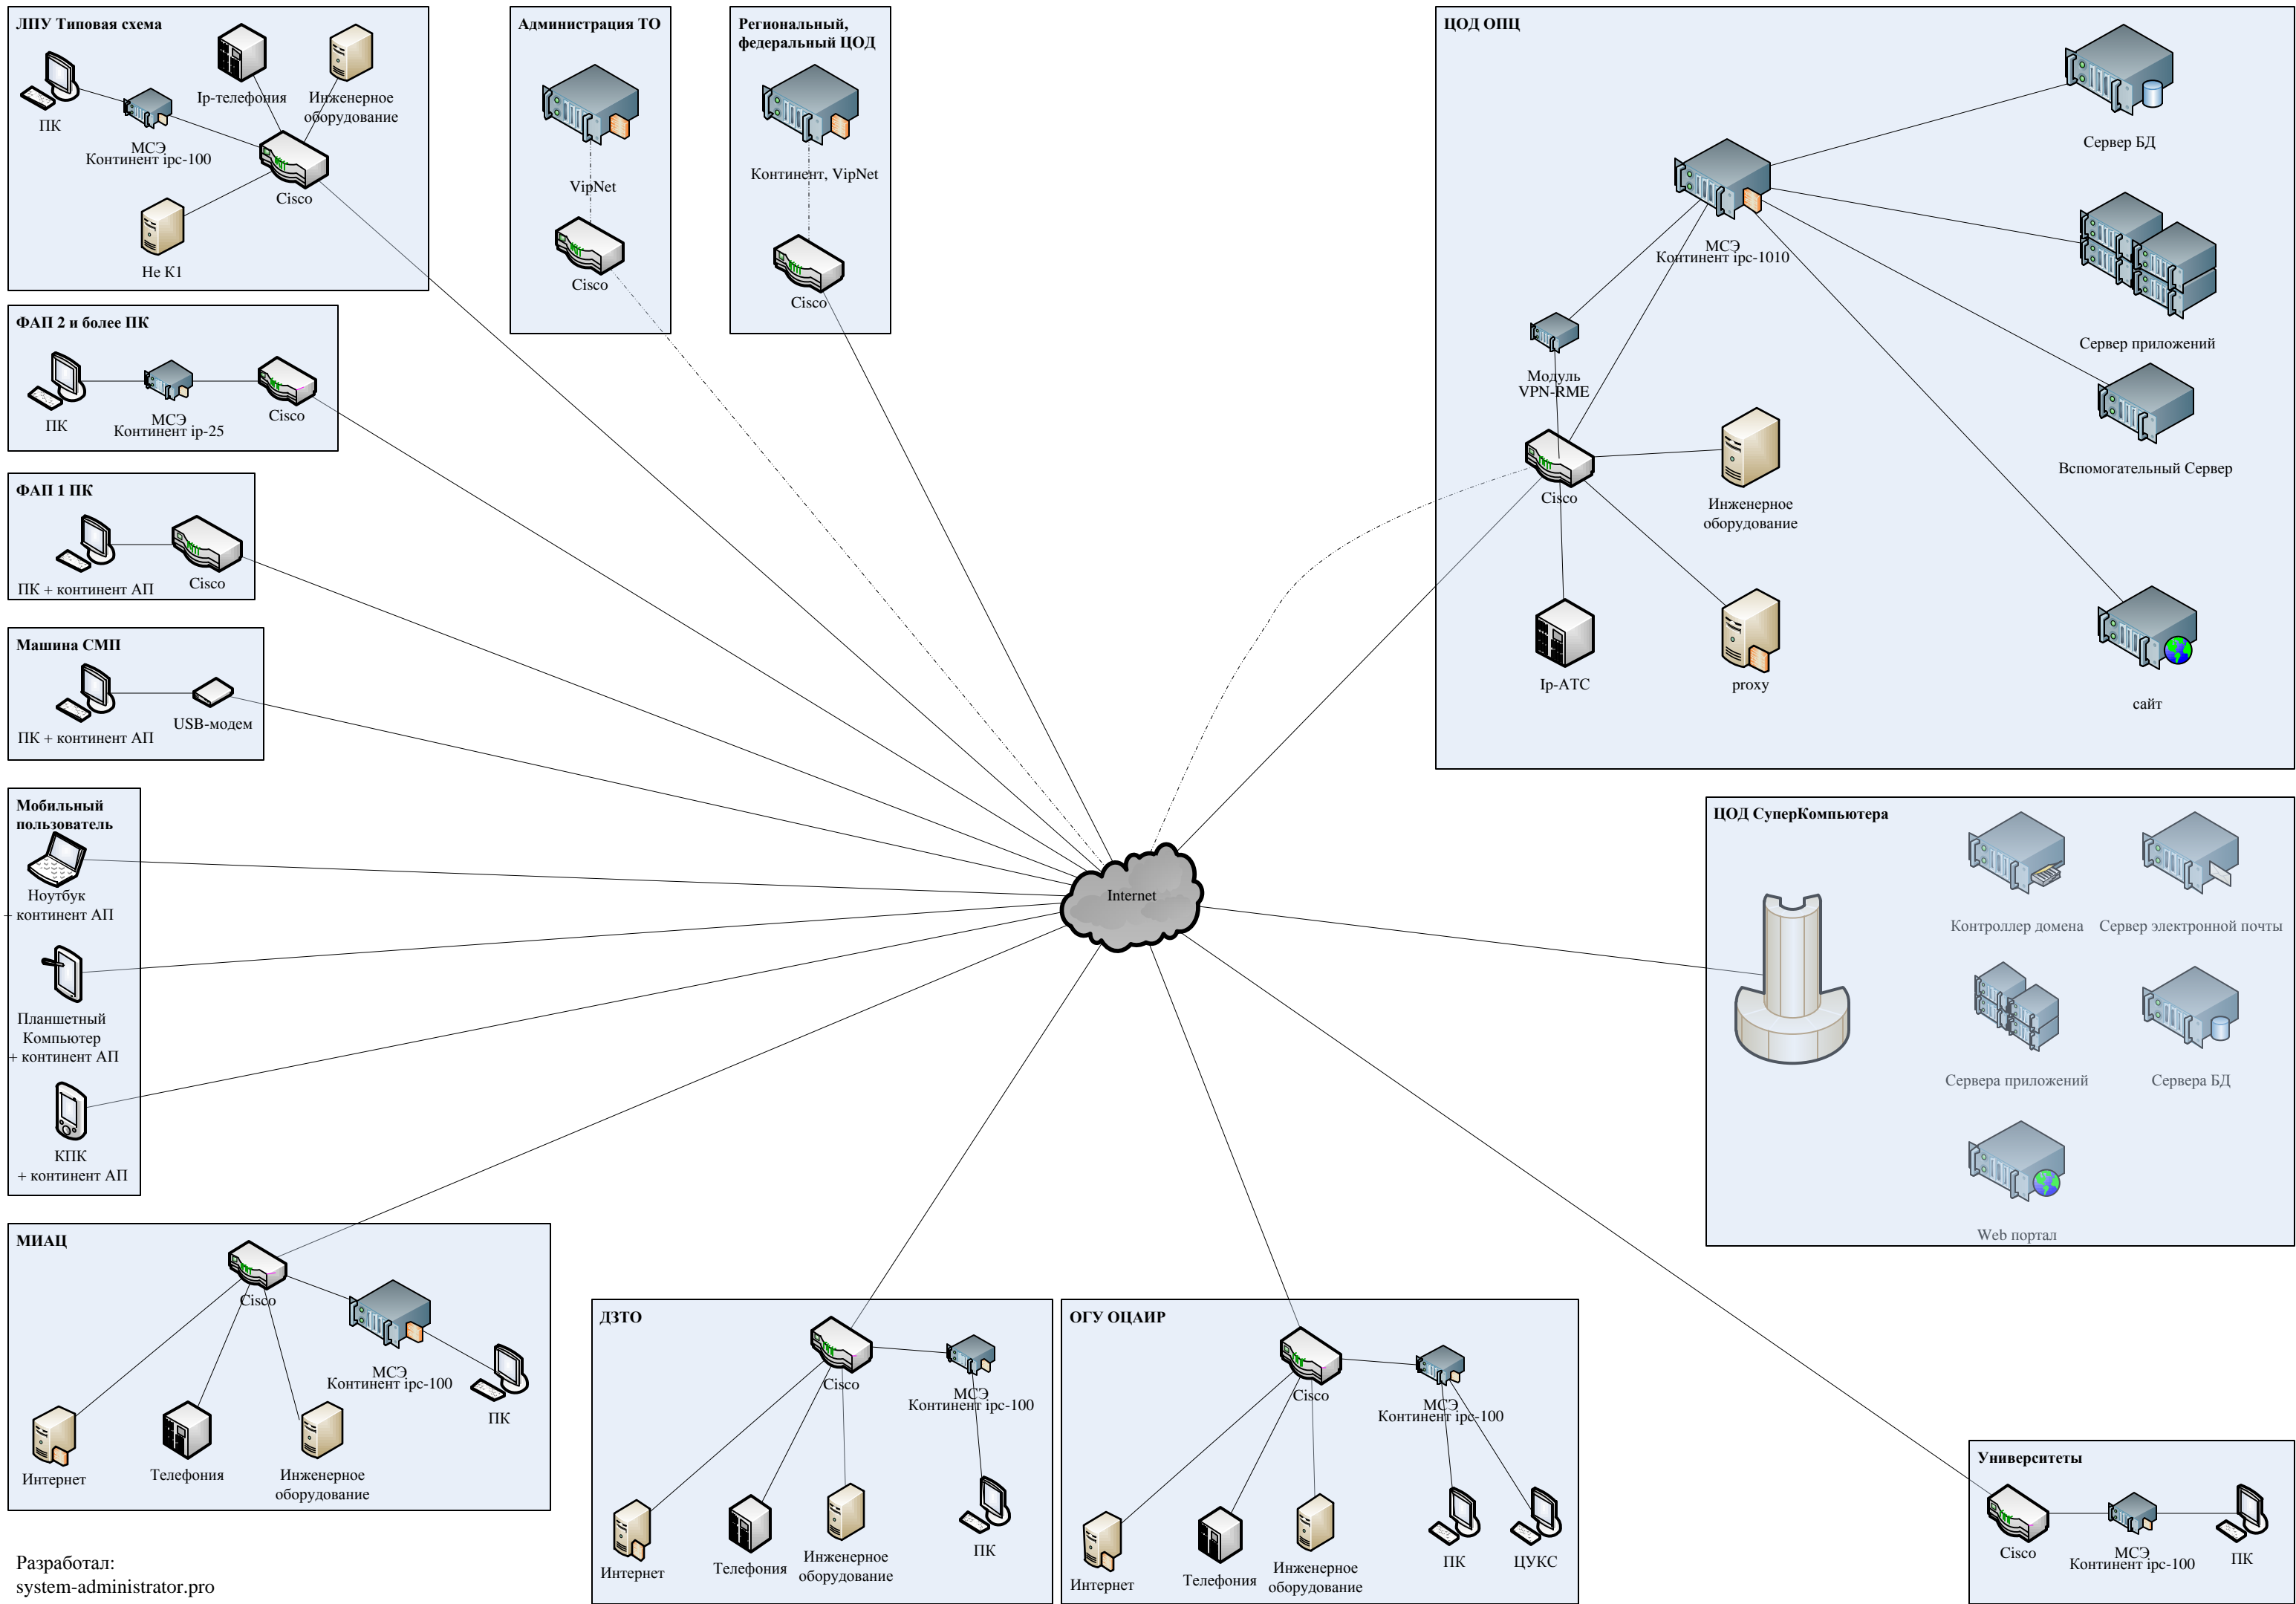 ЛПУ Типовая схема
ПК
МСЭ
Континент ipc-100
Ip-телефония
Инженерное
оборудование
Cisco
Не К1
Администрация ТО
VipNet
Cisco
Региональный,
федеральный ЦОД
Континент, VipNet
Cisco
ЦОД ОПЦ
Сервер БД
МСЭ
Континент ipc-1010
Сервер приложений
Модуль
VPN-RME
Вспомогательный Сервер
Cisco
Инженерное
оборудование
Ip-АТС
proxy
сайт
ФАП 2 и более ПК
ПК
МСЭ
Континент ip-25
Cisco
ФАП 1 ПК
ПК + континент АП
Cisco
Машина СМП
ПК + континент АП
USB-модем
Мобильный
пользователь
Ноутбук
+ континент АП
Планшетный
Компьютер
+ континент АП
КПК
+ континент АП
Internet
ЦОД СуперКомпьютера
Контроллер домена
Сервер электронной почты
Сервера приложений
Сервера БД
Web портал
МИАЦ
Cisco
МСЭ
Континент ipc-100
ПК
Интернет
Телефония
Инженерное
оборудование
ДЗТО
Cisco
МСЭ
Континент ipc-100
Интернет
Телефония
Инженерное
оборудование
ПК
ОГУ ОЦАИР
Cisco
МСЭ
Континент ipc-100
Интернет
Телефония
Инженерное
оборудование
ПК
ЦУКС
Университеты
Cisco
МСЭ
Континент ipc-100
ПК
Разработал:
system-administrator.pro